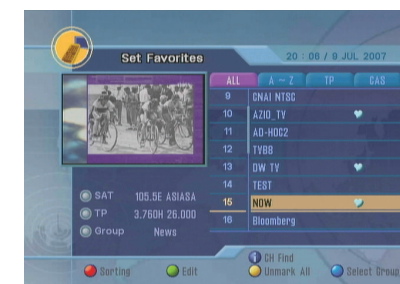 Set Favorites
20 : 06 / 9 JUL 2007
ALL A ~ Z TP CAS
9 CNAI NTSC
10 AZIO_TV
11 AD-HOC2
12 TVBB
13 DW TV
14 TEST
15 NOW
16 Bloomberg
SAT 105.5E ASIASA
TP 3.760H 26.000
Group News
CH Find
Sorting Edit Unmark All Select Group